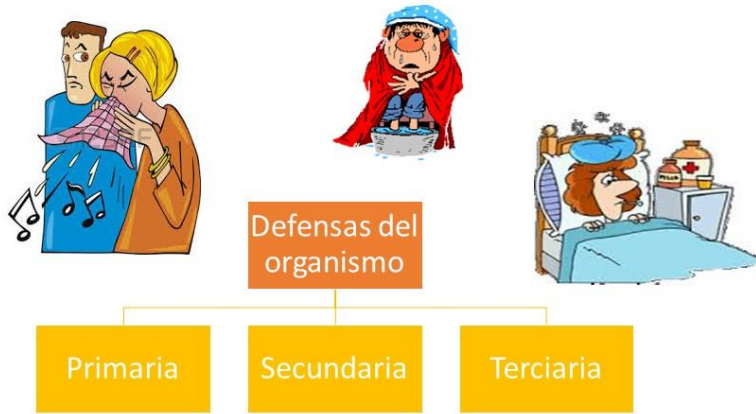 Defensas del
organismo
Primaria
Secundaria
Terciaria